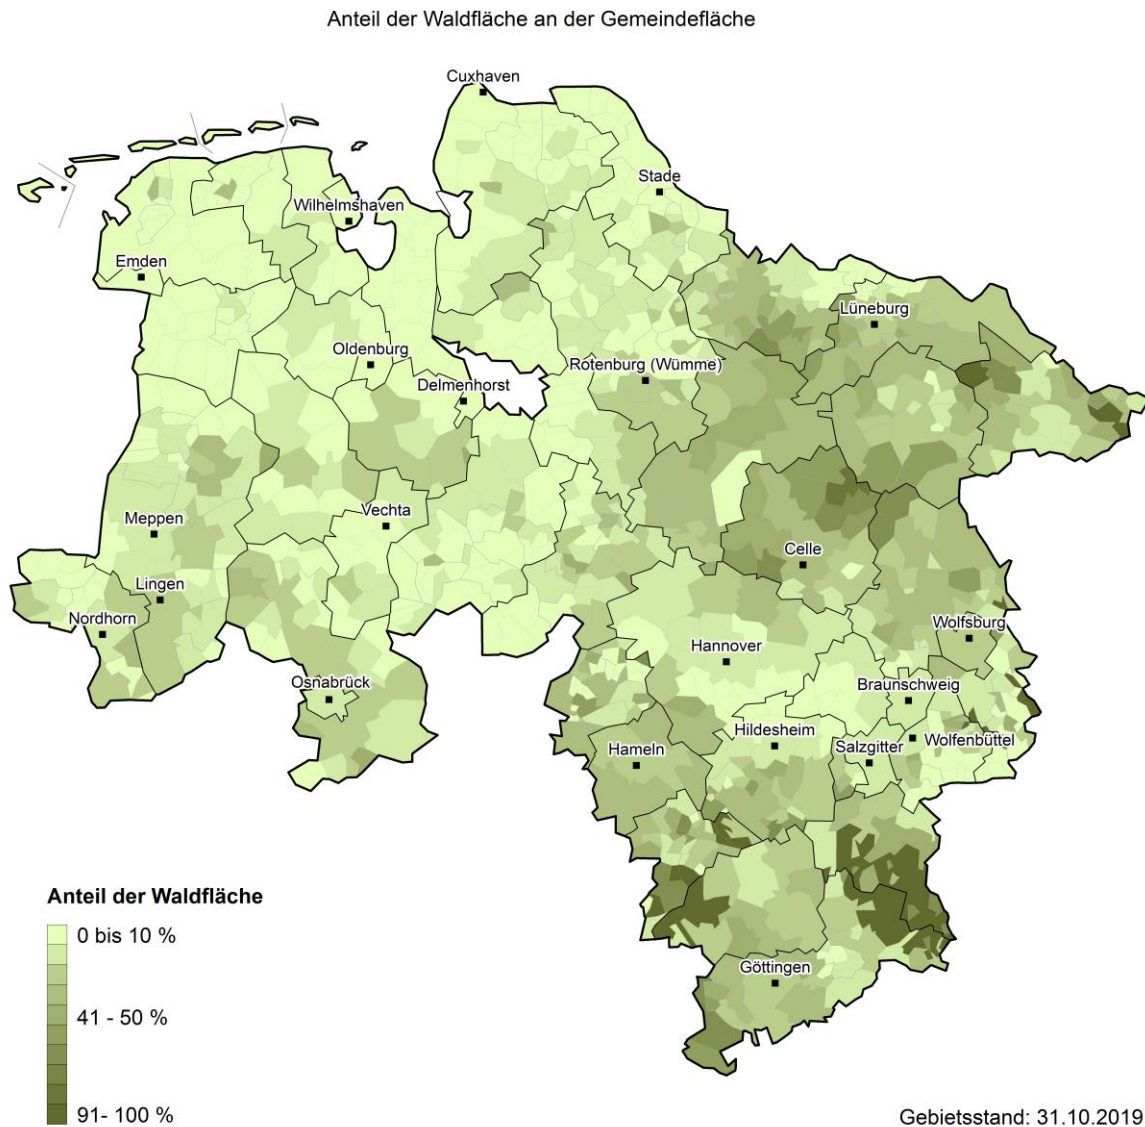 Anteil der Waldfläche an der Gemeindefläche
Cuxhaven
Stade
Wilhelmshaven
Emden
Lüneburg
Oldenburg
Rotenburg (Wümme)
Delmenhorst
Vechta
Meppen
Celle
Lingen
Nordhorn
Wolfsburg
Hannover
Osnabrück
Braunschweig
Hildesheim
Salzgitter
Wolfenbüttel
Hameln
Göttingen
Anteil der Waldfläche
0 bis 10 %
41 - 50 %
91- 100 %
Gebietsstand: 31.10.2019